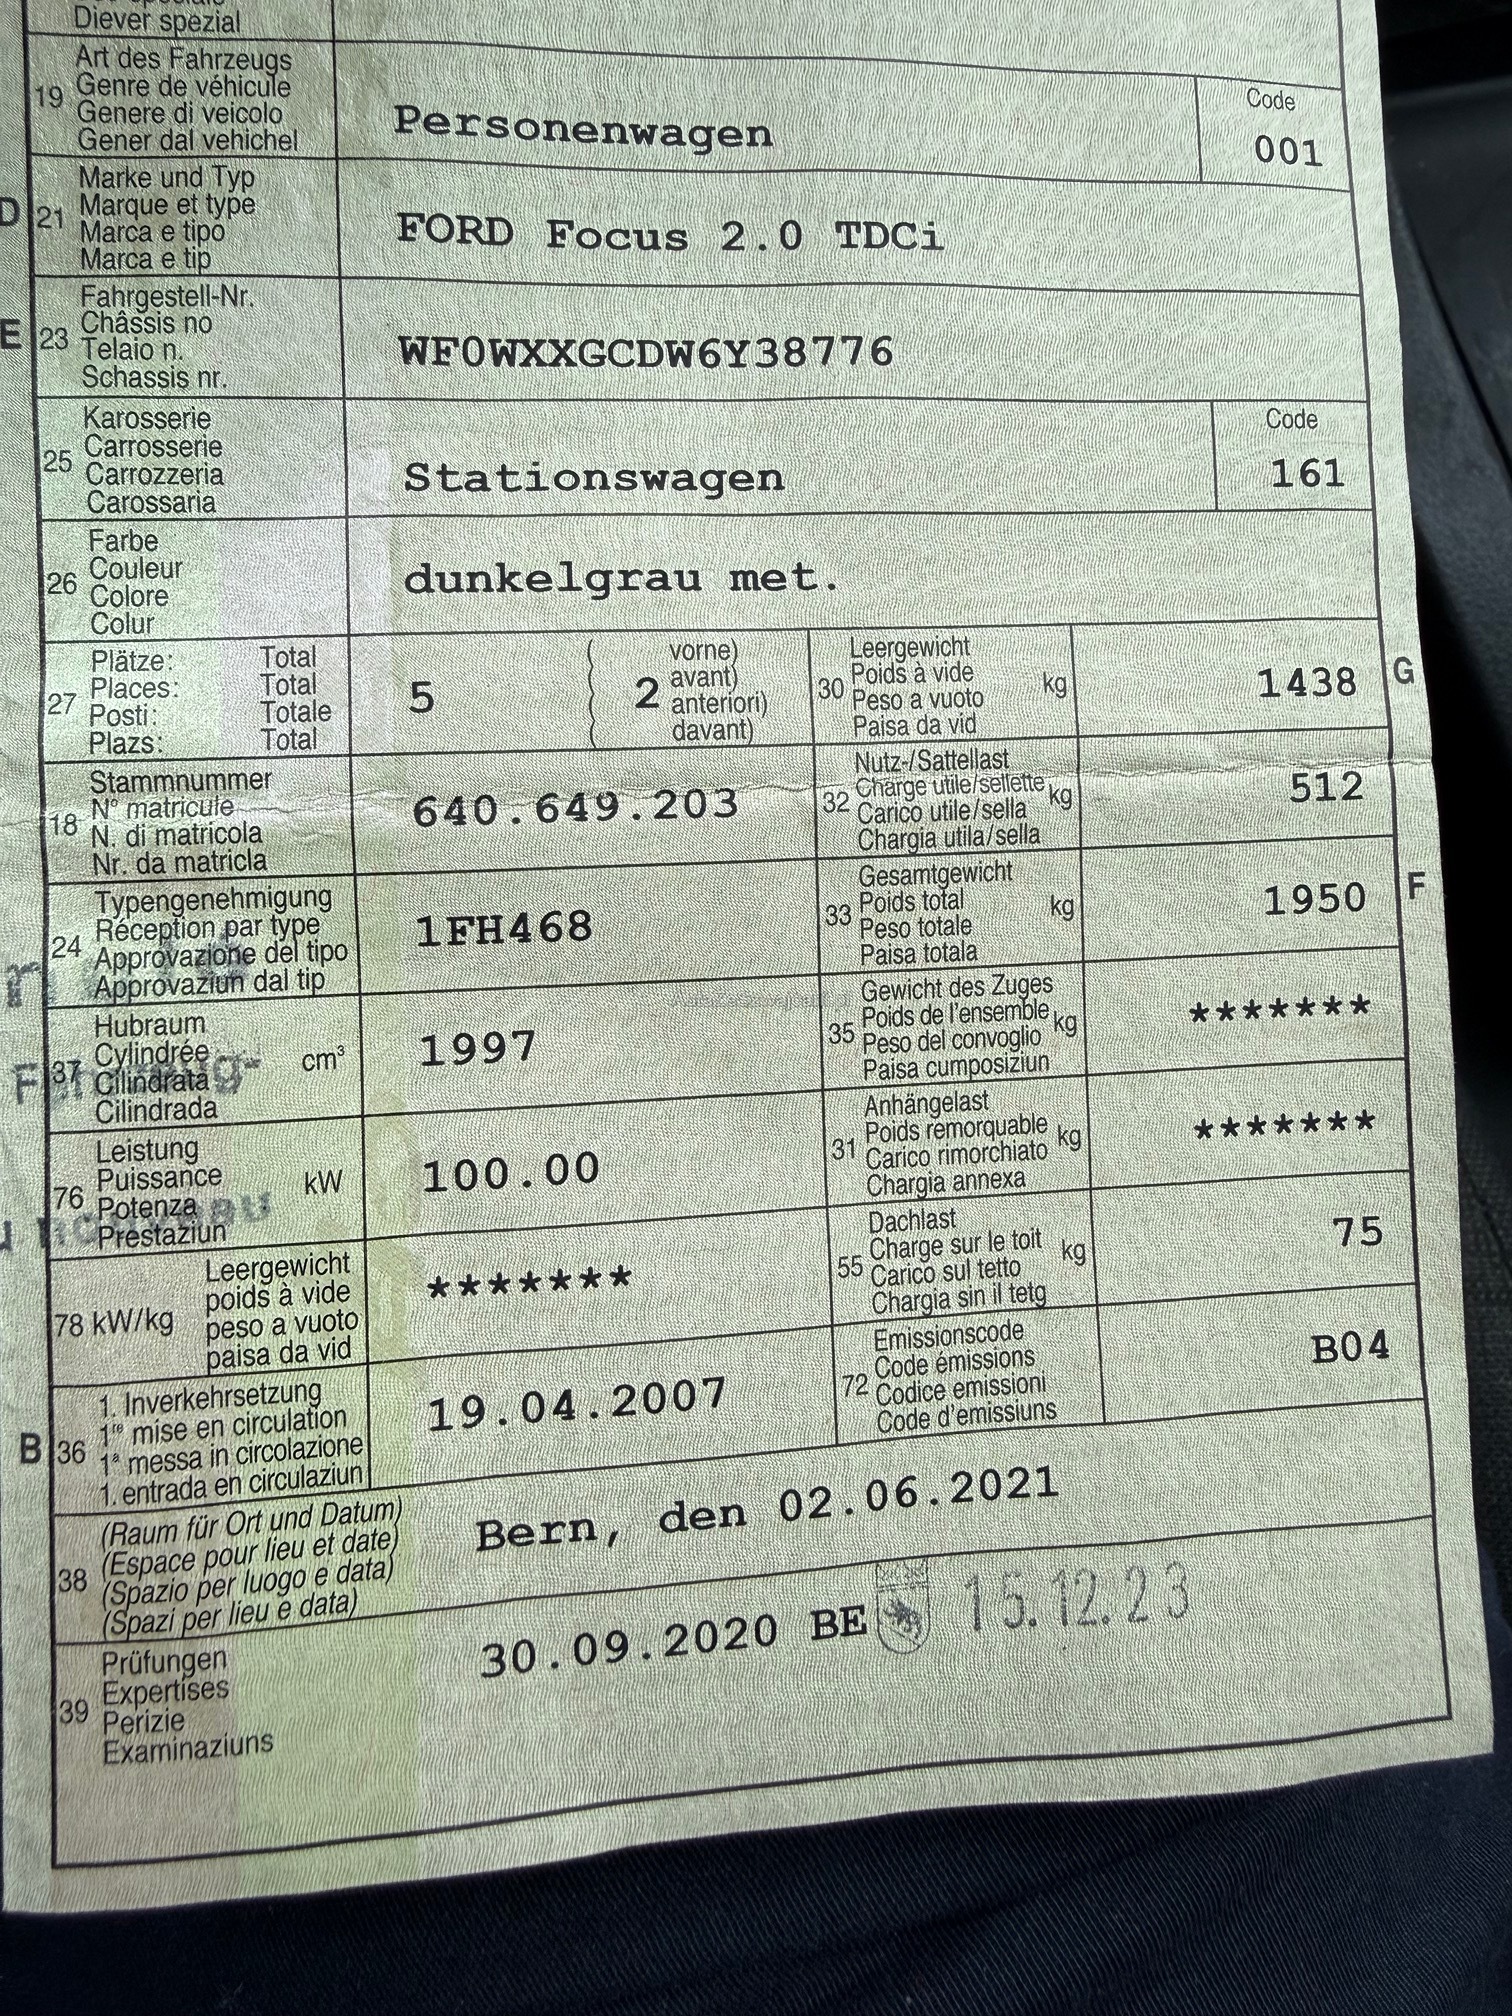 Diever spezial
19 Art des Fahrzeugs
Genre de véhicule
Genere di veicolo
Gener dal vehichel
Personenwagen
Code
001
D 21 Marke und Typ
Marque et type
Marca e tipo
Marca e tip
FORD Focus 2.0 TDCi
E 23 Fahrgestell-Nr.
Châssis no
Telaio n.
Schassis nr.
WF0WXXGCDW6Y38776
25 Karosserie
Carrosserie
Carrozzeria
Carossaria
Stationswagen
Code
161
26 Farbe
Couleur
Colore
Colur
dunkelgrau met.
27 Plätze: Total
Places: Total
Posti: Totale
Plazs: Total
5
( 2 vorne)
avant)
anteriori)
davant)
30 Leergewicht
Poids à vide
Peso a vuoto
Paisa da vid
kg
1438 G
18 Stammnummer
N° matricule
N. di matricola
Nr. da matricla
640.649.203
32 Nutz-/Sattellast
Charge utile/sellette
Carico utile/sella
Chargia utila/sella
kg
512
24 Typengenehmigung
Réception par type
Approvazione del tipo
Approvaziun dal tip
1FH468
33 Gesamtgewicht
Poids total
Peso totale
Paisa totala
kg
1950 F
37 Hubraum
Cylindrée
Cilindrata
Cilindrada
cm³
1997
35 Gewicht des Zuges
Poids de l'ensemble
Peso del convoglio
Paisa cumposiziun
kg
*******
76 Leistung
Puissance
Potenza
Prestaziun
kW
100.00
31 Anhängelast
Poids remorquable
Carico rimorchiato
Chargia annexa
kg
*******
78 kW/kg
Leergewicht
poids à vide
peso a vuoto
paisa da vid
*******
55 Dachlast
Charge sur le toit
Carico sul tetto
Chargia sin il tetg
kg
75
B 36 1. Inverkehrsetzung
1re mise en circulation
1a messa in circolazione
1. entrada en circulaziun
19.04.2007
72 Emissionscode
Code émissions
Codice emissioni
Code d'emissiuns
B04
38 (Raum für Ort und Datum)
(Espace pour lieu et date)
(Spazio per luogo e data)
(Spazi per lieu e data)
Bern, den 02.06.2021
39 Prüfungen
Expertises
Perizie
Examinaziuns
30.09.2020 BE 15.12.23